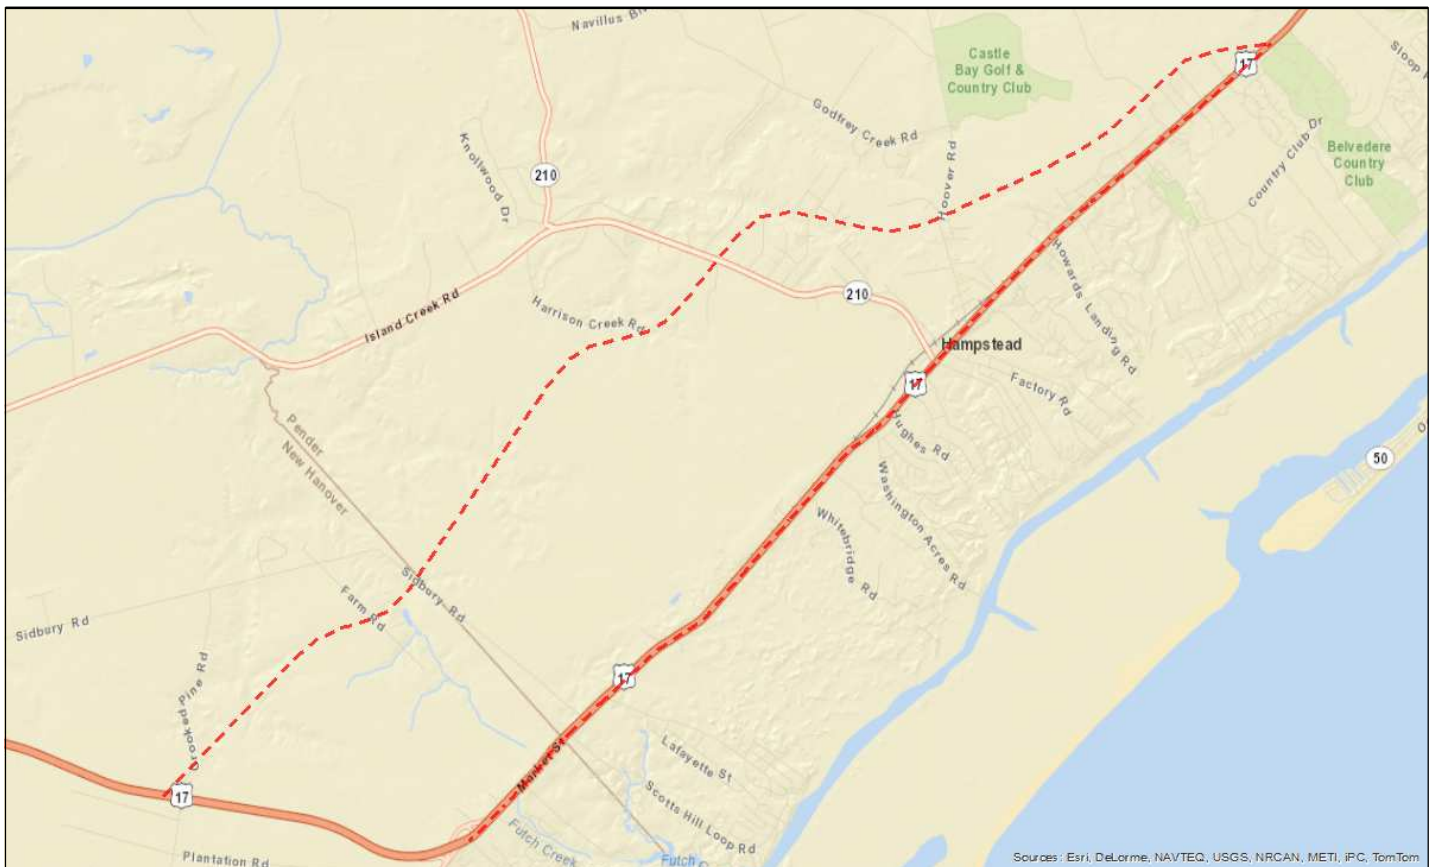 Navillus Bl
Castle
Bay Golf &
Country Club
17
Sloop
Godfrey Creek Rd
Country Club Dr
Belvedere
Country
Club
Knollwood Dr
210
Hoover Rd
Howards Landing Rd
210
Island Creek Rd
Harrison Creek Rd
Hampstead
17
Factory Rd
Hughes Rd
50
Pender
New Hanover
Washington Acres Rd
Whitebridge Rd
Sidbury Rd
Farm Rd
Sidbury Rd
Crooked Pine Rd
17
Market St
Lafayette St
17
Scotts Hill Loop Rd
Futch Creek
Futch C
Plantation Rd
Sources: Esri, DeLorme, NAVTEQ, USGS, NRCAN, METI, iPC, TomTom